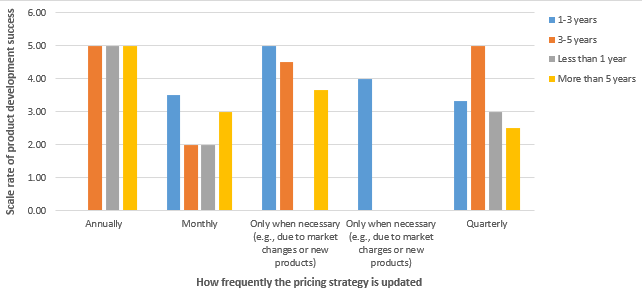 6.00
5.00
4.00
3.00
2.00
1.00
0.00
Scale rate of product development success
1-3 years
3-5 years
Less than 1 year
More than 5 years
Annually
Monthly
Only when necessary
(e.g., due to market
changes or new
products)
Only when necessary
(e.g., due to market
charges or new
products)
Quarterly
How frequently the pricing strategy is updated